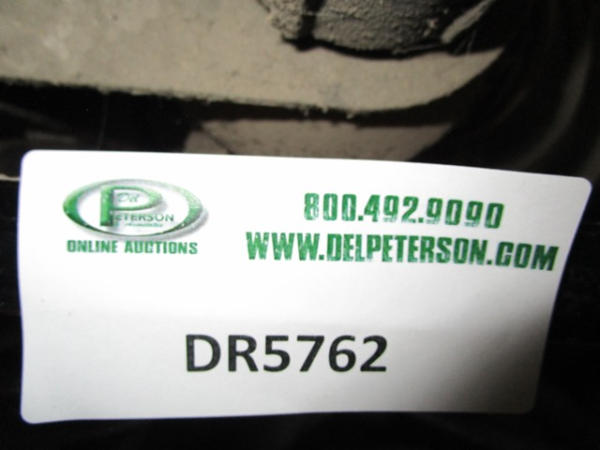 Del
PETERSON
ONLINE AUCTIONS
800.492.9090
WWW.DELPETERSON.COM
DR5762